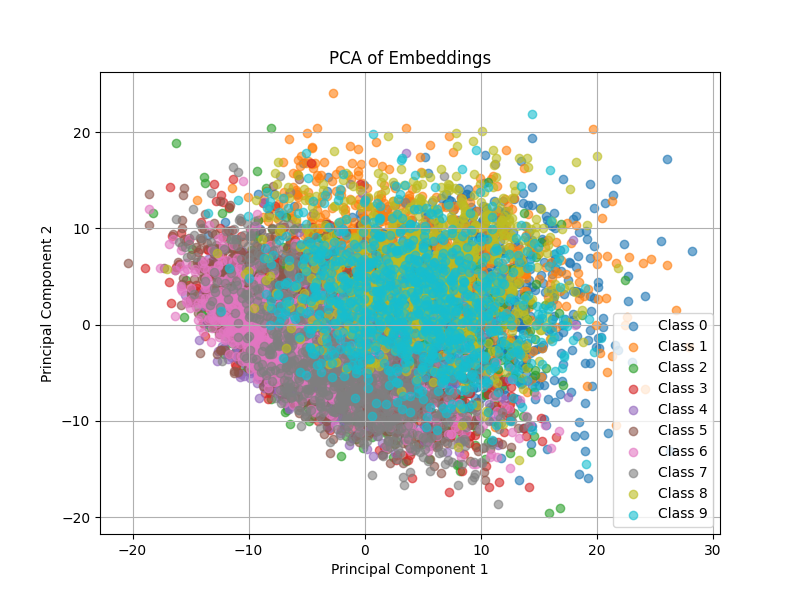 PCA of Embeddings
Principal Component 2
20
10
0
−10
−20
Class 0
Class 1
Class 2
Class 3
Class 4
Class 5
Class 6
Class 7
Class 8
Class 9
−20
−10
0
10
20
30
Principal Component 1